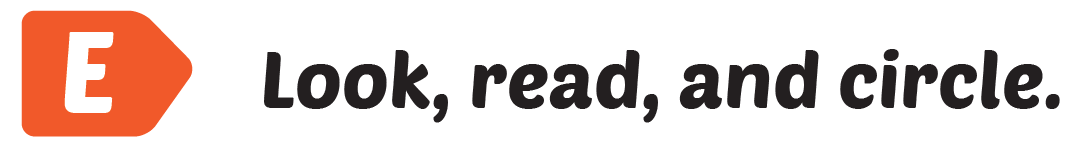 E Look, read, and circle.